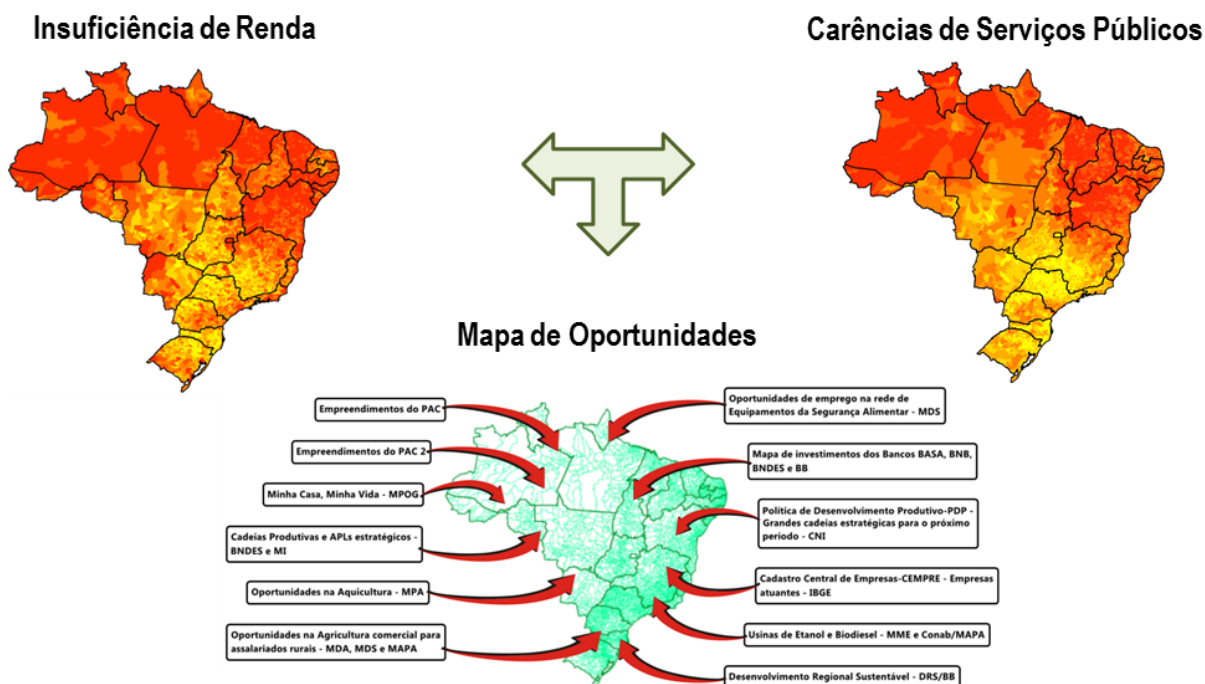 Insuficiência de Renda
Carências de Serviços Públicos
Mapa de Oportunidades
Empreendimentos do PAC
Empreendimentos do PAC 2
Minha Casa, Minha Vida - MPOG
Cadeias Produtivas e APLs estratégicos -
BNDES e MI
Oportunidades na Aquicultura - MPA
Oportunidades na Agricultura comercial para
assalariados rurais - MDA, MDS e MAPA
Oportunidades de emprego na rede de
Equipamentos da Segurança Alimentar - MDS
Mapa de investimentos dos Bancos BASA, BNB,
BNDES e BB
Política de Desenvolvimento Produtivo-PDP -
Grandes cadeias estratégicas para o próximo
período - CNI
Cadastro Central de Empresas-CEMPRE - Empresas
atuantes - IBGE
Usinas de Etanol e Biodiesel - MME e Conab/MAPA
Desenvolvimento Regional Sustentável - DRS/BB